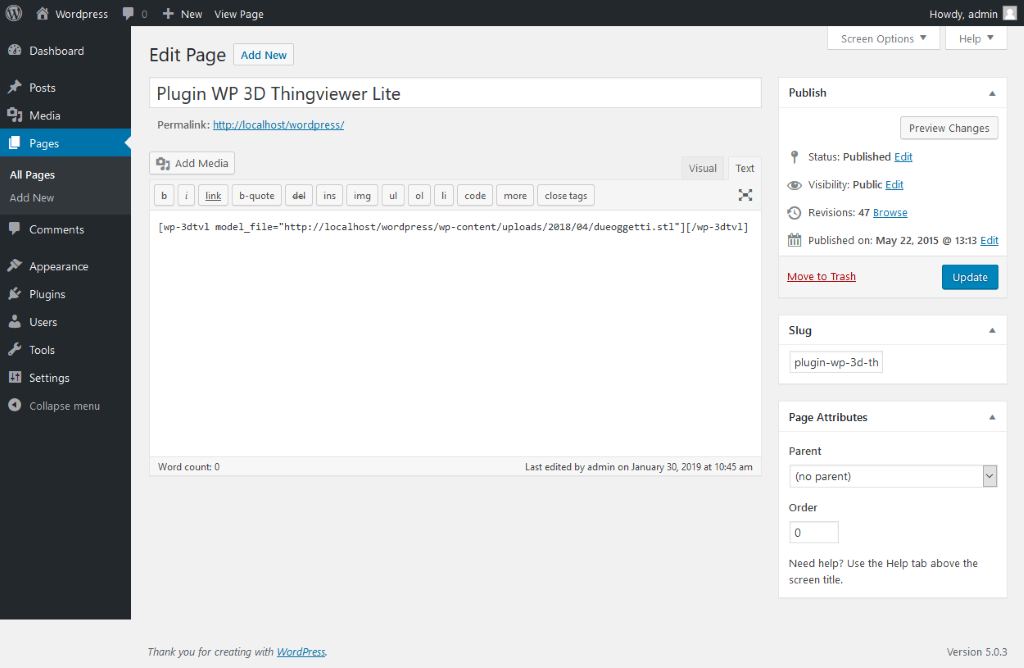 Wordpress 0 New View Page Howdy, admin
Dashboard
Posts
Media
Pages
All Pages
Add New
Comments
Appearance
Plugins
Users
Tools
Settings
Collapse menu
Screen Options Help
Edit Page Add New
Plugin WP 3D Thingviewer Lite
Permalink: http://localhost/wordpress/
Add Media
Visual Text
b i link b-quote del ins img ul ol li code more close tags
[wp-3dtvl model_file="http://localhost/wordpress/wp-content/uploads/2018/04/dueoggetti.stl"][/wp-3dtvl]
Word count: 0 Last edited by admin on January 30, 2019 at 10:45 am
Publish
Preview Changes
Status: Published Edit
Visibility: Public Edit
Revisions: 47 Browse
Published on: May 22, 2015 @ 13:13 Edit
Move to Trash Update
Slug
plugin-wp-3d-th
Page Attributes
Parent
(no parent)
Order
0
Need help? Use the Help tab above the
screen title.
Thank you for creating with WordPress. Version 5.0.3